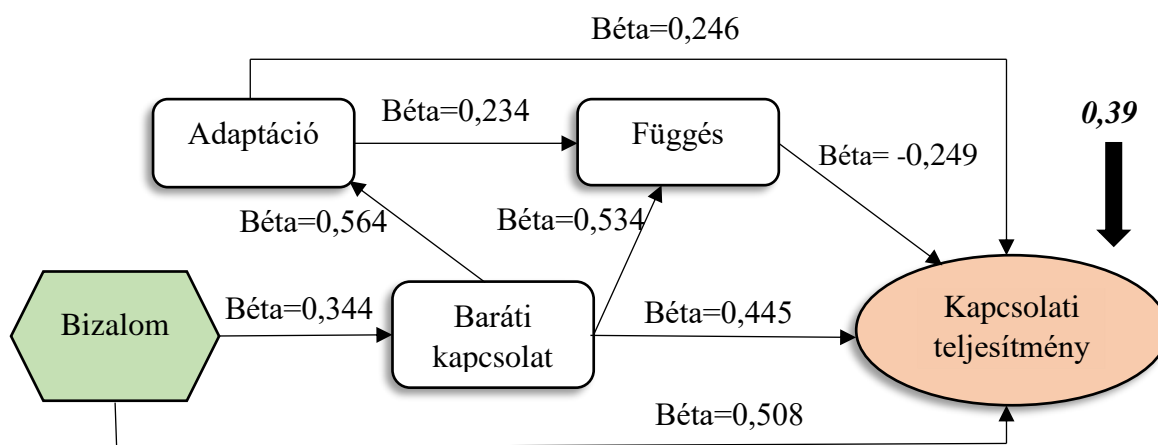 Béta=0,246
Adaptáció
Béta=0,234
Függés
0,39
Béta= -0,249
Béta=0,564
Béta=0,534
Bizalom
Béta=0,344
Baráti
kapcsolat
Béta=0,445
Kapcsolati
teljesítmény
Béta=0,508